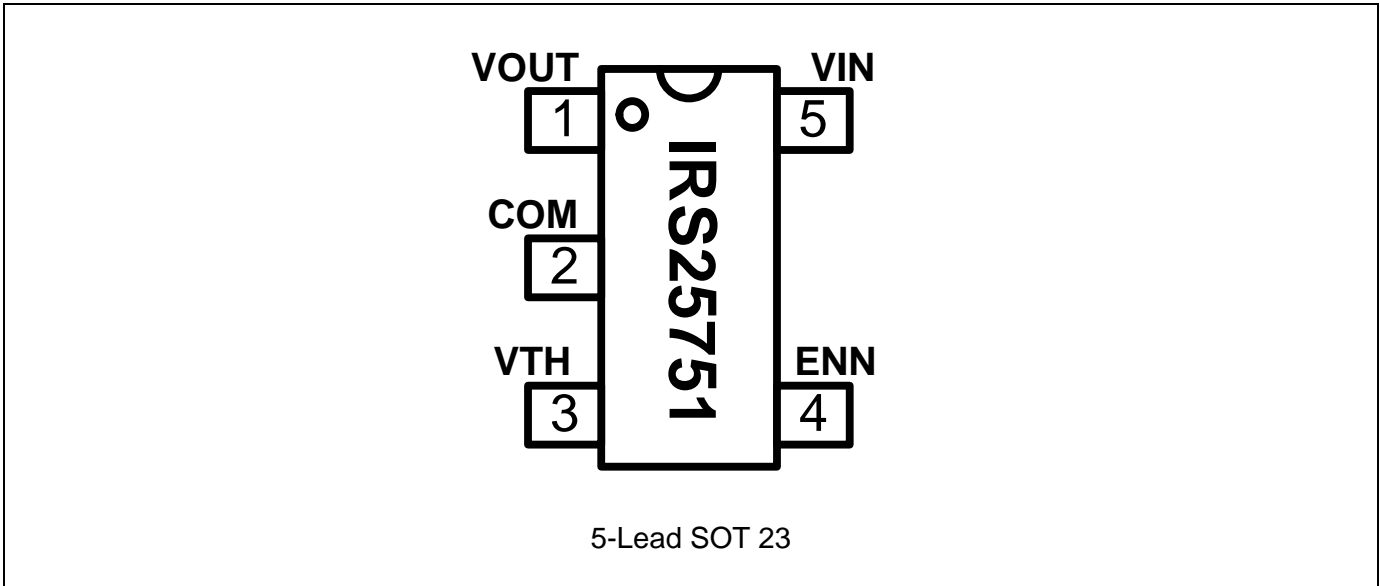 VOUT
VIN
1
5
IRS25751
COM
2
VTH
ENN
3
4
5-Lead SOT 23